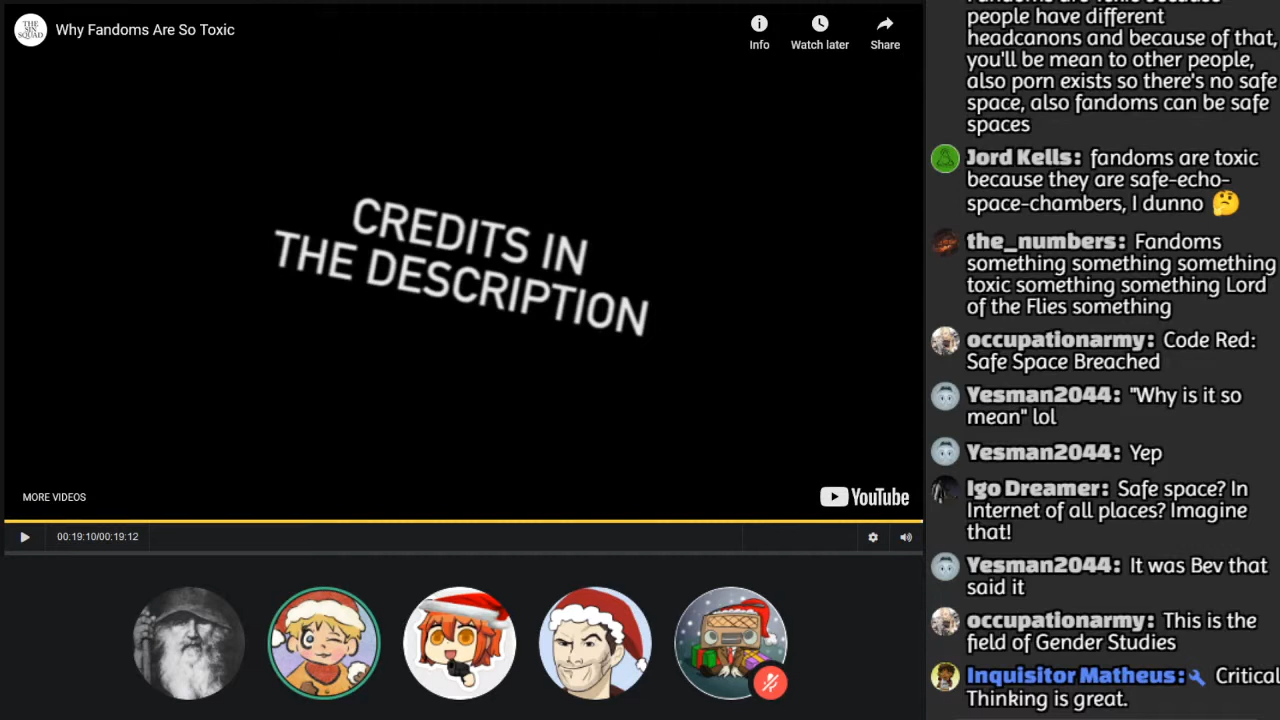 THE
SIN
SQUAD
Why Fandoms Are So Toxic
Info
Watch later
Share
CREDITS IN
THE DESCRIPTION
MORE VIDEOS
YouTube
00:19:10/00:19:12
people have different
headcanons and because of that,
you'll be mean to other people,
also porn exists so there's no safe
space, also fandoms can be safe
spaces
Jord Kells: fandoms are toxic
because they are safe-echo-
space-chambers, I dunno 🤔
the_numbers: Fandoms
something something something
toxic something something Lord
of the Flies something
occupationarmy: Code Red:
Safe Space Breached
Yesman2044: "Why is it so
mean" lol
Yesman2044: Yep
Igo Dreamer: Safe space? In
Internet of all places? Imagine
that!
Yesman2044: It was Bev that
said it
occupationarmy: This is the
field of Gender Studies
Inquisitor Matheus: Critical
Thinking is great.